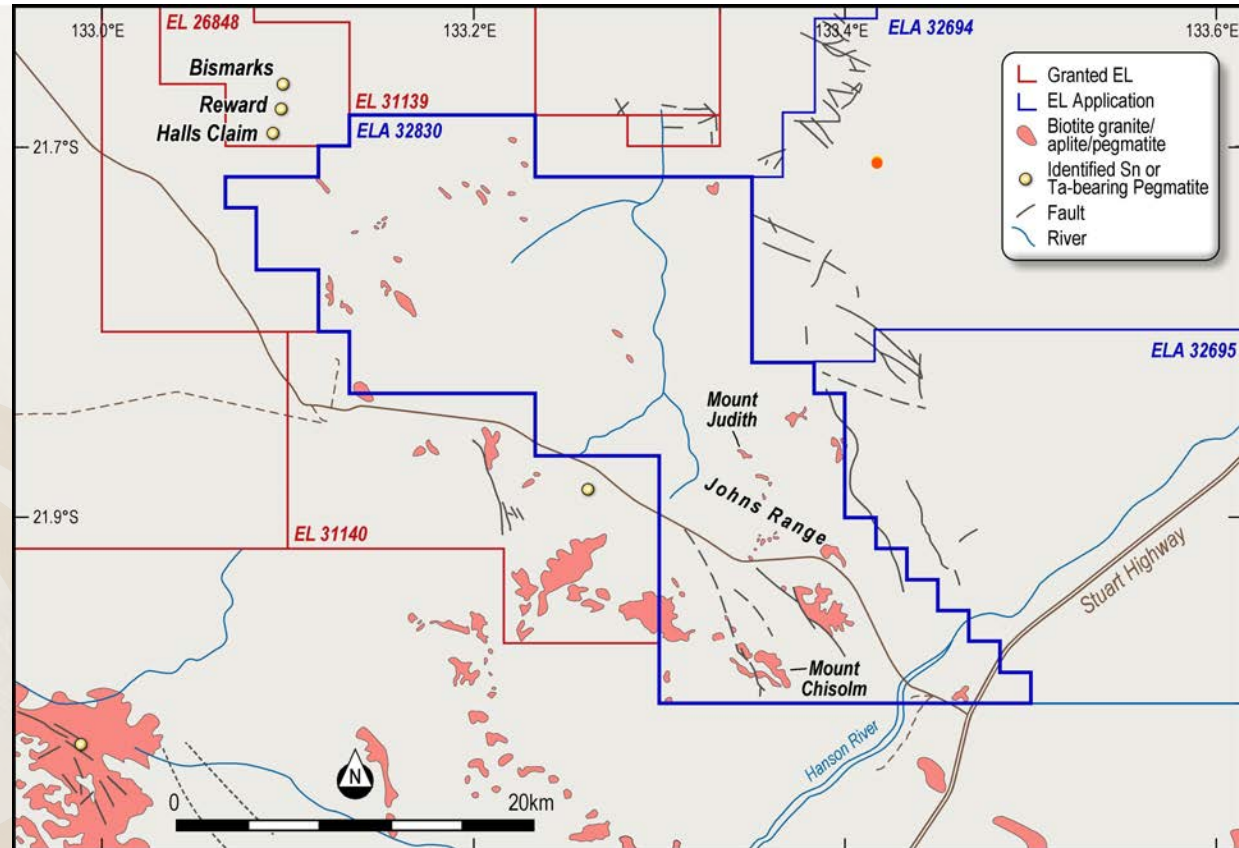 133.0°E
133.2°E
133.4°E
133.6°E
EL 26848
ELA 32694
Bismarks
Reward
Halls Claim
EL 31139
ELA 32830
Granted EL
EL Application
Biotite granite/
aplite/pegmatite
Identified Sn or
Ta-bearing Pegmatite
Fault
River
21.7°S
ELA 32695
Mount
Judith
Johns Range
21.9°S
EL 31140
Stuart Highway
Mount
Chisolm
Hanson River
N
0
20km